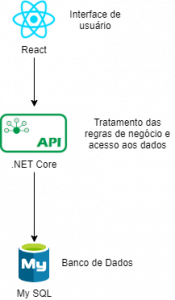 Interface de
usuário
React
API
Tratamento das
regras de negócio e
acesso aos dados
.NET Core
My
Banco de Dados
My SQL